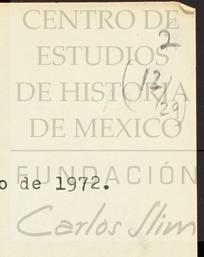 CENTRO DE
ESTUDIOS
2
DE HISTORIA
(12/29)
DE MEXICO
FUNDACIÓN
o de 1972.
Carlos Slim